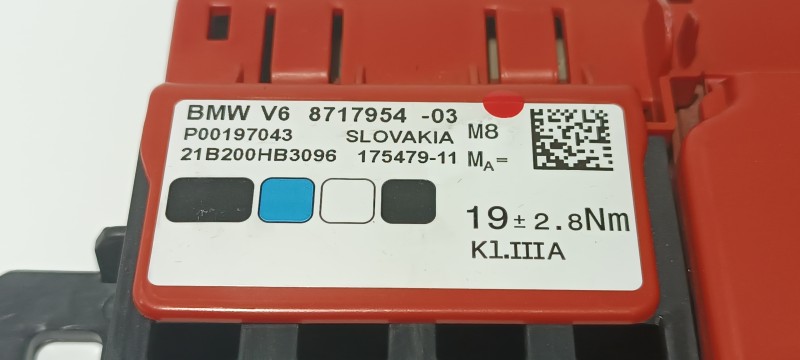 BMW V6 8717954 -03
P00197043 SLOVAKIA M8
21B200HB3096 175479-11 MA=
19 ± 2.8Nm
Kl.IIIA